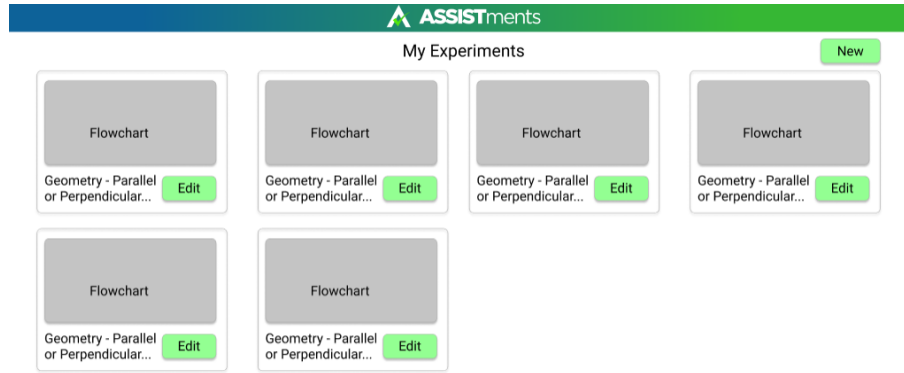 ASSISTments
My Experiments
New
Flowchart
Geometry - Parallel
or Perpendicular...
Edit
Flowchart
Geometry - Parallel
or Perpendicular...
Edit
Flowchart
Geometry - Parallel
or Perpendicular...
Edit
Flowchart
Geometry - Parallel
or Perpendicular...
Edit
Flowchart
Geometry - Parallel
or Perpendicular...
Edit
Flowchart
Geometry - Parallel
or Perpendicular...
Edit